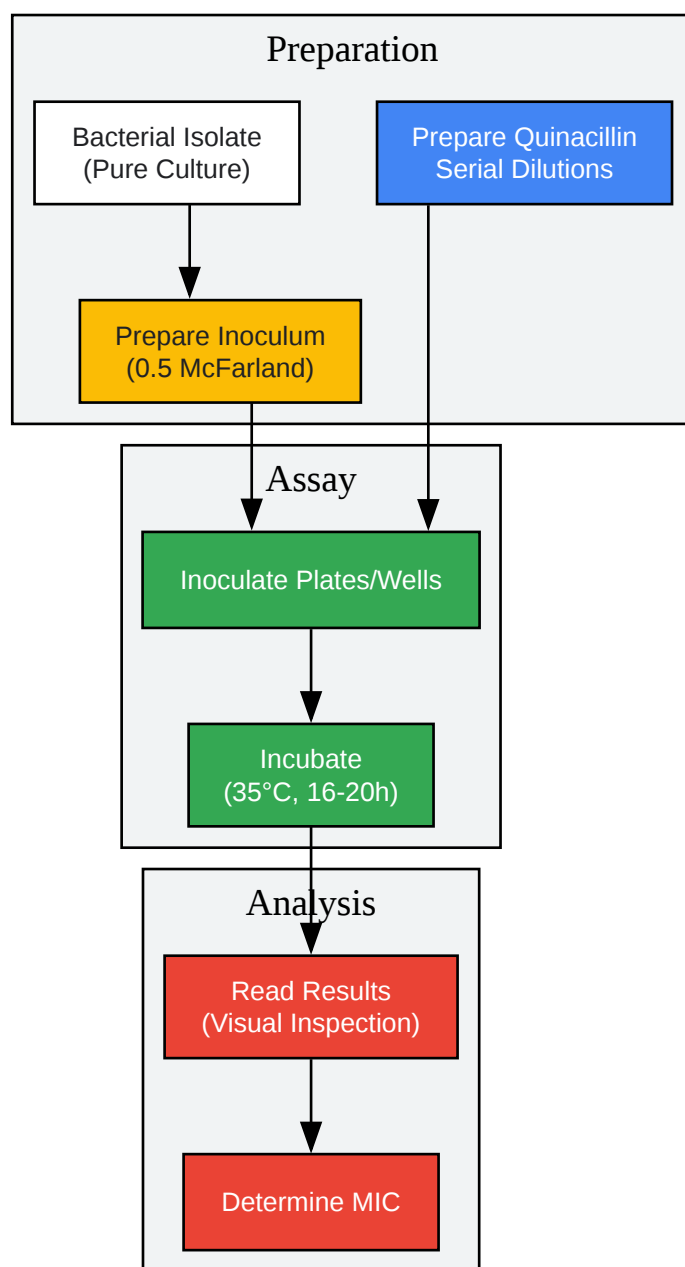 Preparation
Bacterial Isolate
(Pure Culture)
Prepare Quinacillin
Serial Dilutions
Prepare Inoculum
(0.5 McFarland)
Assay
Inoculate Plates/Wells
Incubate
(35°C, 16-20h)
Analysis
Read Results
(Visual Inspection)
Determine MIC